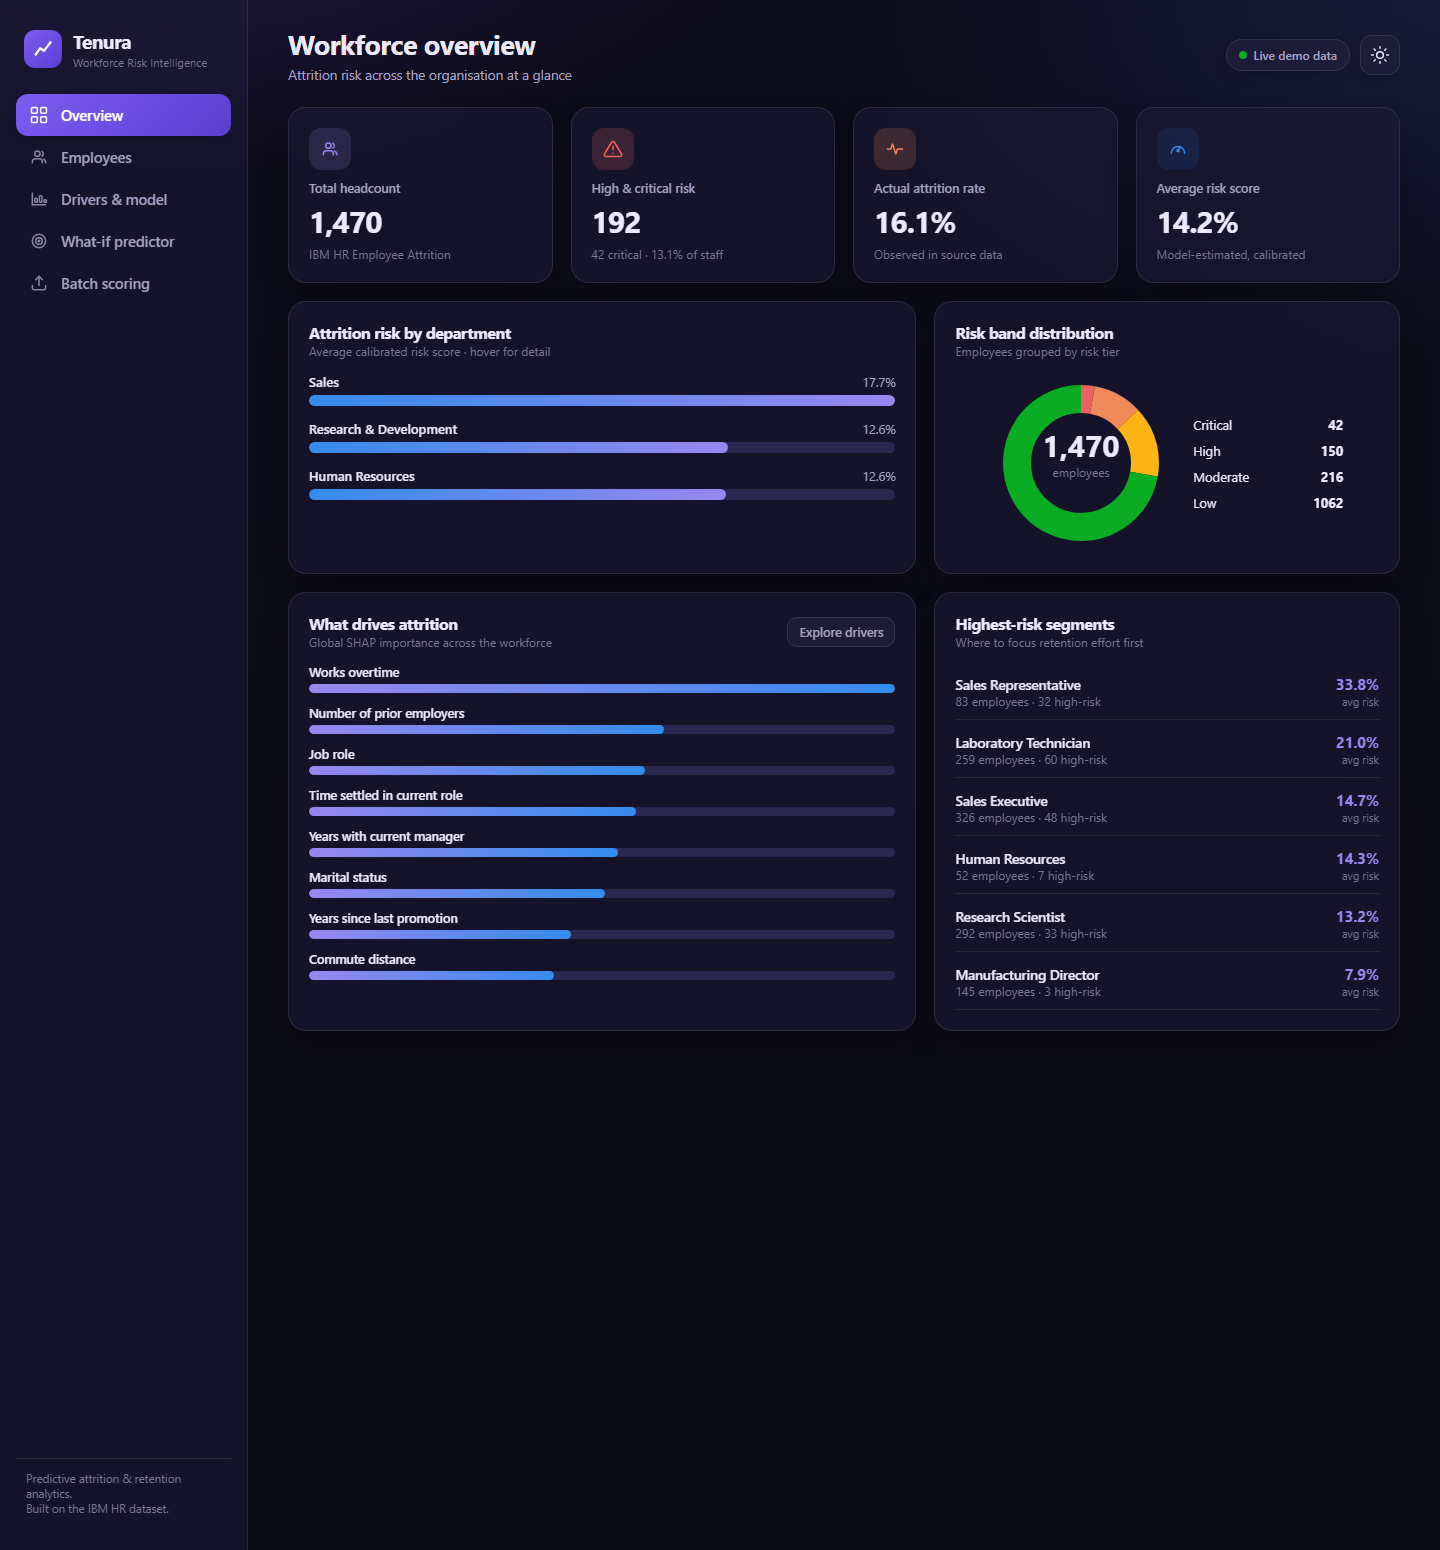 Tenura
Workforce Risk Intelligence
Overview
Employees
Drivers & model
What-if predictor
Batch scoring
Predictive attrition & retention
analytics.
Built on the IBM HR dataset.
Workforce overview
Attrition risk across the organisation at a glance
Live demo data
Total headcount
1,470
IBM HR Employee Attrition
High & critical risk
192
42 critical · 13.1% of staff
Actual attrition rate
16.1%
Observed in source data
Average risk score
14.2%
Model-estimated, calibrated
Attrition risk by department
Average calibrated risk score · hover for detail
Sales 17.7%
Research & Development 12.6%
Human Resources 12.6%
Risk band distribution
Employees grouped by risk tier
1,470
employees
Critical 42
High 150
Moderate 216
Low 1062
What drives attrition
Global SHAP importance across the workforce
Explore drivers
Works overtime
Number of prior employers
Job role
Time settled in current role
Years with current manager
Marital status
Years since last promotion
Commute distance
Highest-risk segments
Where to focus retention effort first
Sales Representative 33.8%
83 employees · 32 high-risk avg risk
Laboratory Technician 21.0%
259 employees · 60 high-risk avg risk
Sales Executive 14.7%
326 employees · 48 high-risk avg risk
Human Resources 14.3%
52 employees · 7 high-risk avg risk
Research Scientist 13.2%
292 employees · 33 high-risk avg risk
Manufacturing Director 7.9%
145 employees · 3 high-risk avg risk